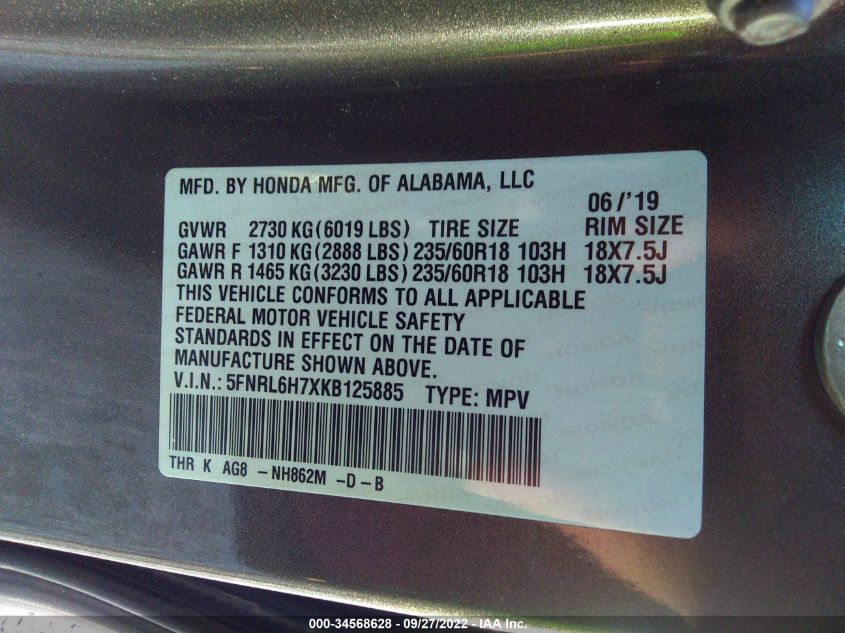 MFD. BY HONDA MFG. OF ALABAMA, LLC
06/'19
GVWR 2730 KG(6019 LBS) TIRE SIZE RIM SIZE
GAWR F 1310 KG(2888 LBS) 235/60R18 103H 18X7.5J
GAWR R 1465 KG(3230 LBS) 235/60R18 103H 18X7.5J
THIS VEHICLE CONFORMS TO ALL APPLICABLE
FEDERAL MOTOR VEHICLE SAFETY
STANDARDS IN EFFECT ON THE DATE OF
MANUFACTURE SHOWN ABOVE.
V.I.N.: 5FNRL6H7XKB125885 TYPE: MPV
THR K AG8 -NH862M -D-B
000-34568628 - 09/27/2022 - IAA Inc.